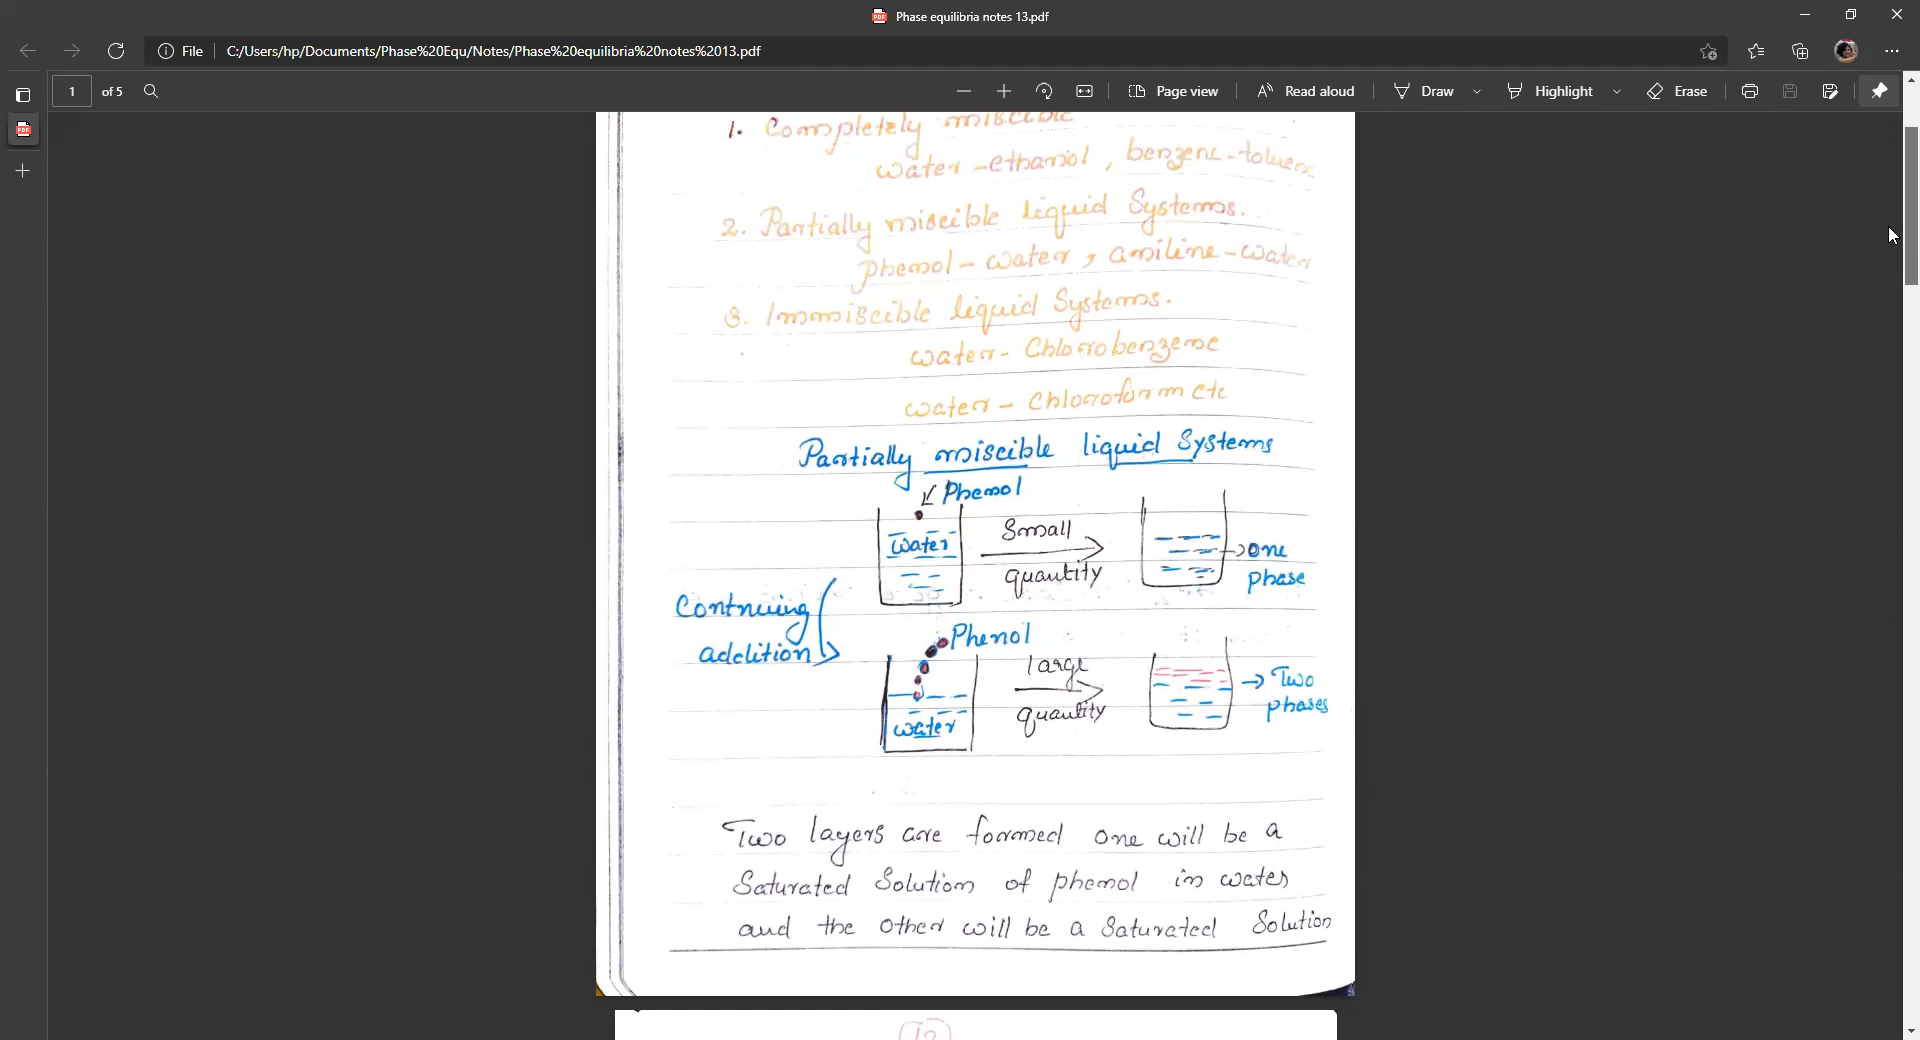 Phase equilibria notes 13.pdf
File C:/Users/hp/Documents/Phase%20Equ/Notes/Phase%20equilibria%20notes%2013.pdf
1 of 5 Page view Read aloud Draw Highlight Erase
1. Completely miscible
water - ethanol, benzene - toluene
2. Partially miscible liquid Systems.
phenol - water, aniline - water
3. Immiscible liquid Systems.
water - Chlorobenzene
water - Chloroform etc
Partially miscible liquid Systems
Phenol
water
Small
quantity
one
phase
Contnuing
addition
Phenol
water
large
quantity
Two
phases
Two layers are formed one will be a
Saturated Solution of phenol in water
and the other will be a Saturated Solution